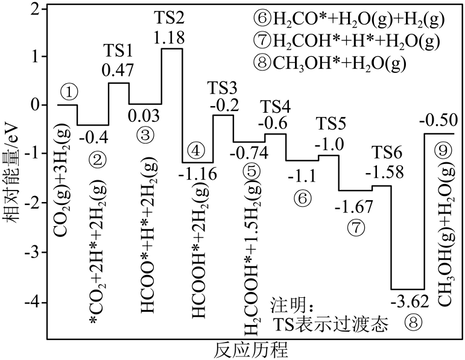 相对能量/eV
2
1
0
-1
-2
-3
-4
⑥H₂CO*+H₂O(g)+H₂(g)
⑦H₂COH*+H*+H₂O(g)
⑧CH₃OH*+H₂O(g)
TS1
0.47
TS2
1.18
TS3
-0.2
TS4
-0.6
TS5
-1.0
TS6
-1.58
①
CO₂(g)+3H₂(g)
-0.4
②
*CO₂+2H*+2H₂(g)
0.03
③
HCOO*+H*+2H₂(g)
④
-1.16
HCOOH*+2H₂(g)
-0.74
⑤
H₂COOH*+1.5H₂(g)
-1.1
⑥
-1.67
⑦
-3.62
⑧
-0.50
⑨
CH₃OH(g)+H₂O(g)
注明：
TS表示过渡态
反应历程